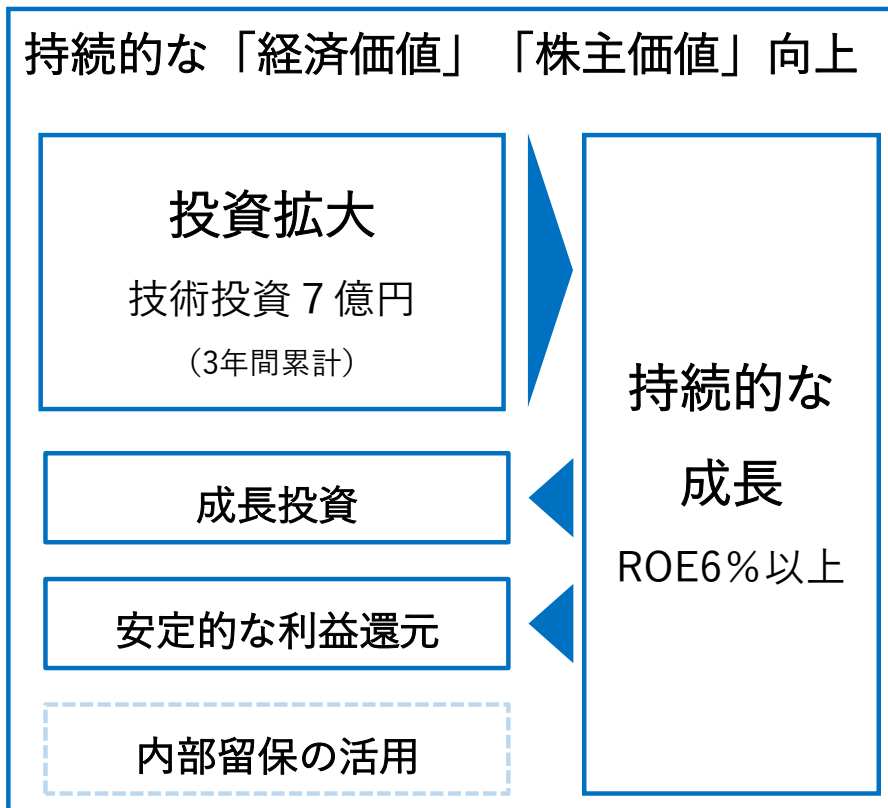 持続的な「経済価値」「株主価値」向上
投資拡大
技術投資７億円
（3年間累計）
成長投資
安定的な利益還元
内部留保の活用
持続的な
成長
ROE6％以上